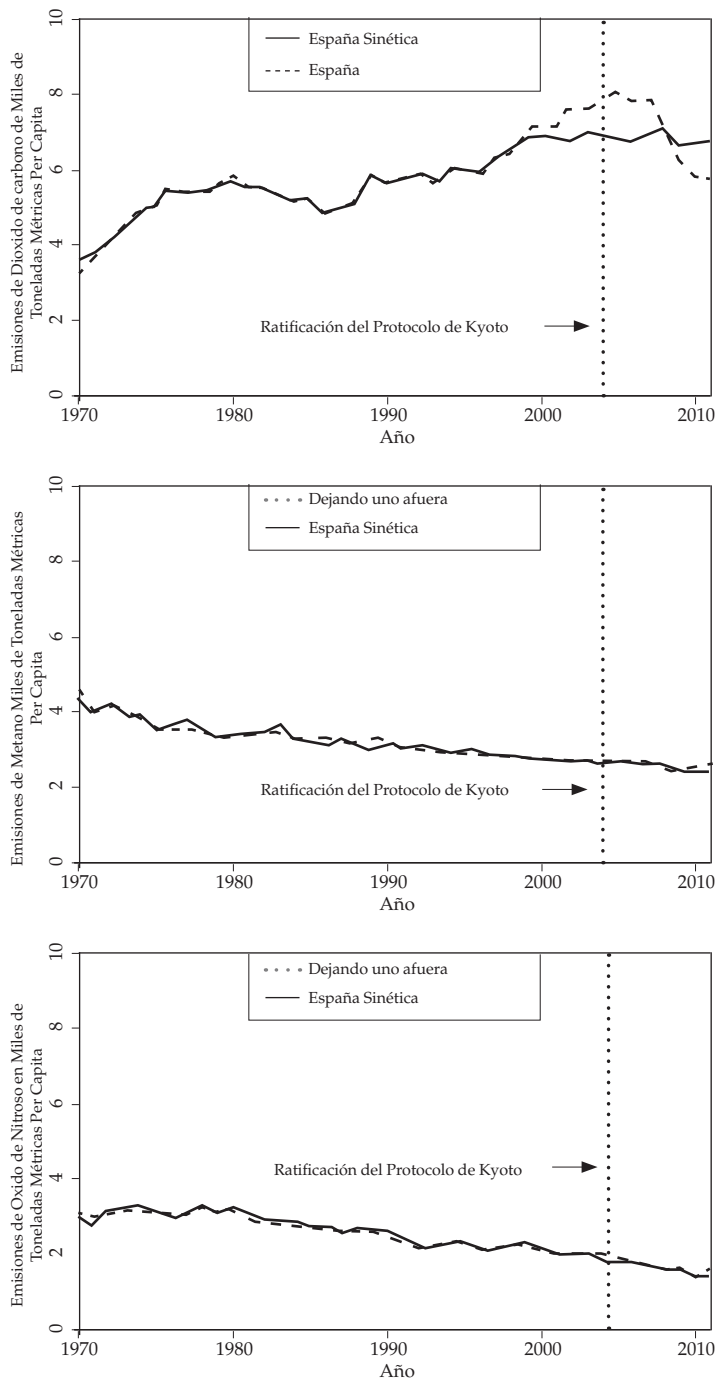 Emisiones de Dioxido de carbono de Miles de
Toneladas Métricas Per Capita
10
8
6
4
2
0
España Sinética
España
Ratificación del Protocolo de Kyoto
1970
1980
1990
2000
2010
Año
Emisiones de Metano Miles de Toneladas Métricas
Per Capita
10
8
6
4
2
0
Dejando uno afuera
España Sinética
Ratificación del Protocolo de Kyoto
1970
1980
1990
2000
2010
Año
Emisiones de Oxido de Nitroso en Miles de
Toneladas Métricas Per Capita
10
8
6
4
2
0
Dejando uno afuera
España Sinética
Ratificación del Protocolo de Kyoto
1970
1980
1990
2000
2010
Año